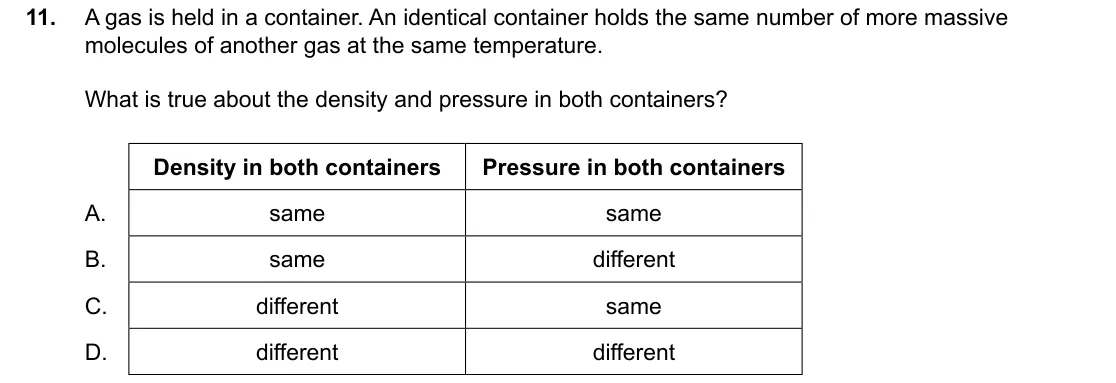 11. A gas is held in a container. An identical container holds the same number of more massive
molecules of another gas at the same temperature.
What is true about the density and pressure in both containers?
Density in both containers Pressure in both containers
A. same same
B. same different
C. different same
D. different different